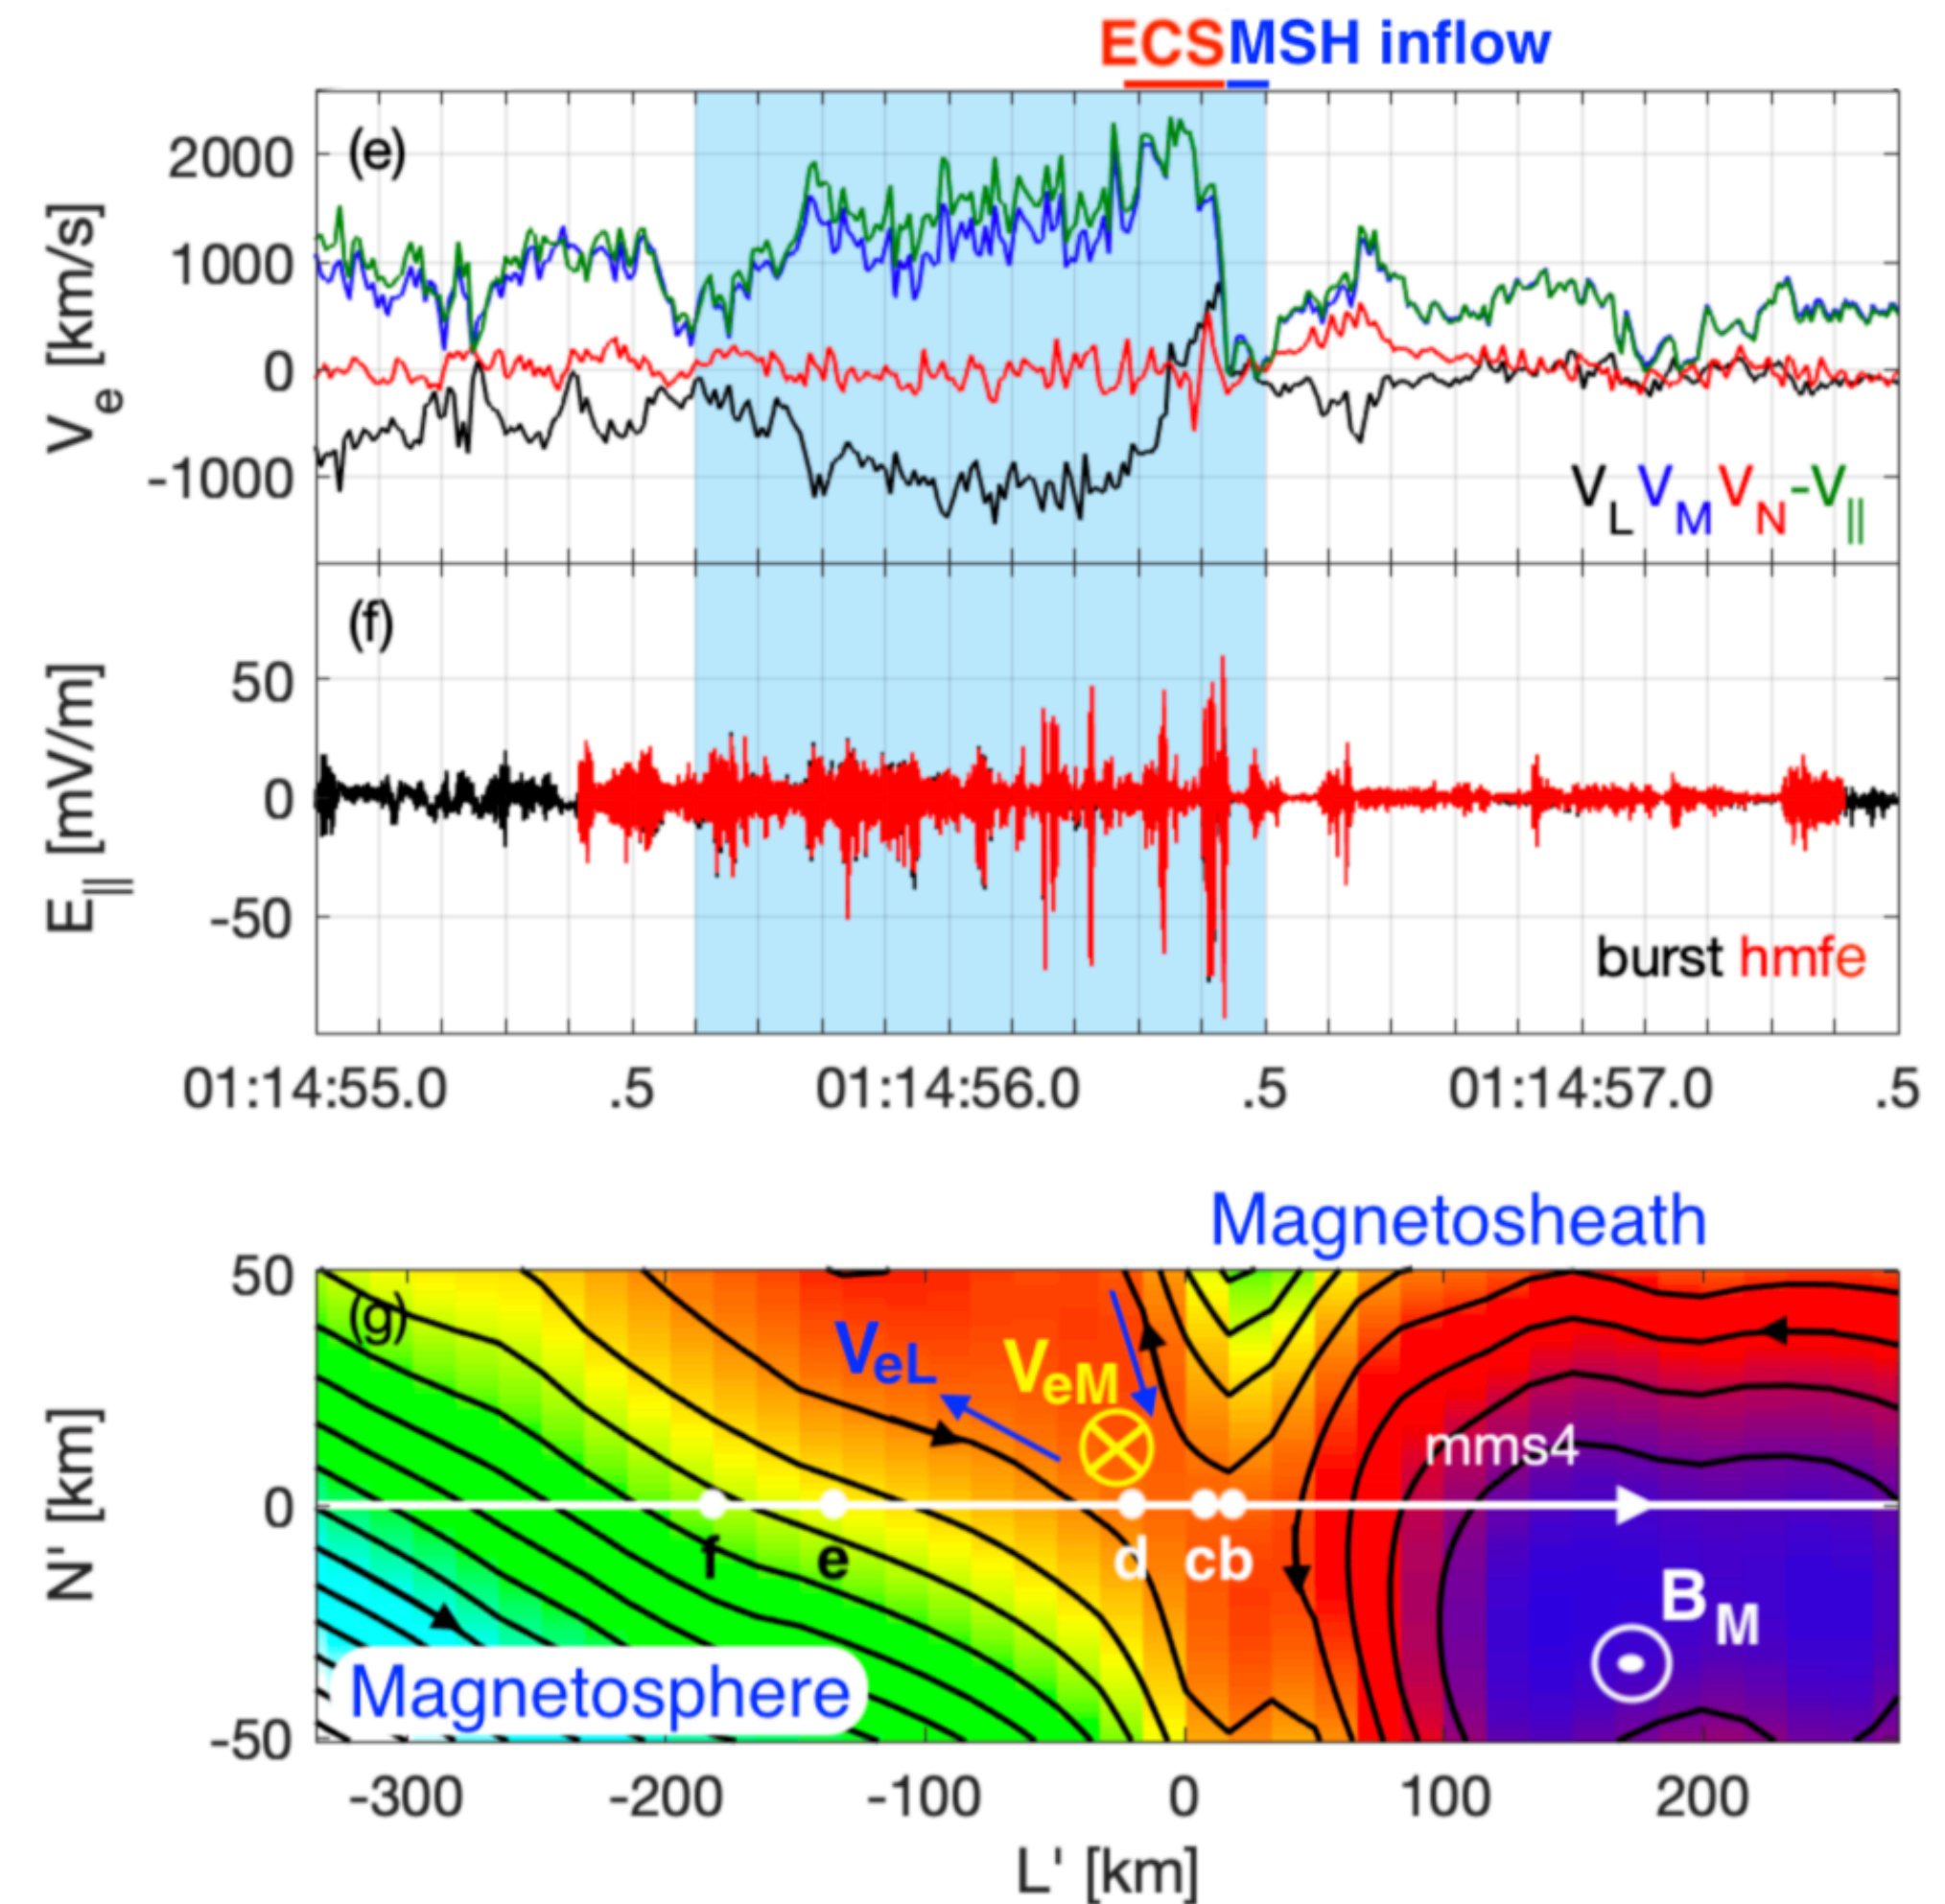 ECS MSH inflow
(e)
2000
1000
0
-1000
V_e [km/s]
V_L V_M V_N -V_||
(f)
50
0
-50
E_|| [mV/m]
burst hmfe
01:14:55.0 .5 01:14:56.0 .5 01:14:57.0 .5
Magnetosheath
(g)
50
0
-50
N' [km]
V_eL V_eM
mms4
f e d c b
B_M
Magnetosphere
-300 -200 -100 0 100 200
L' [km]